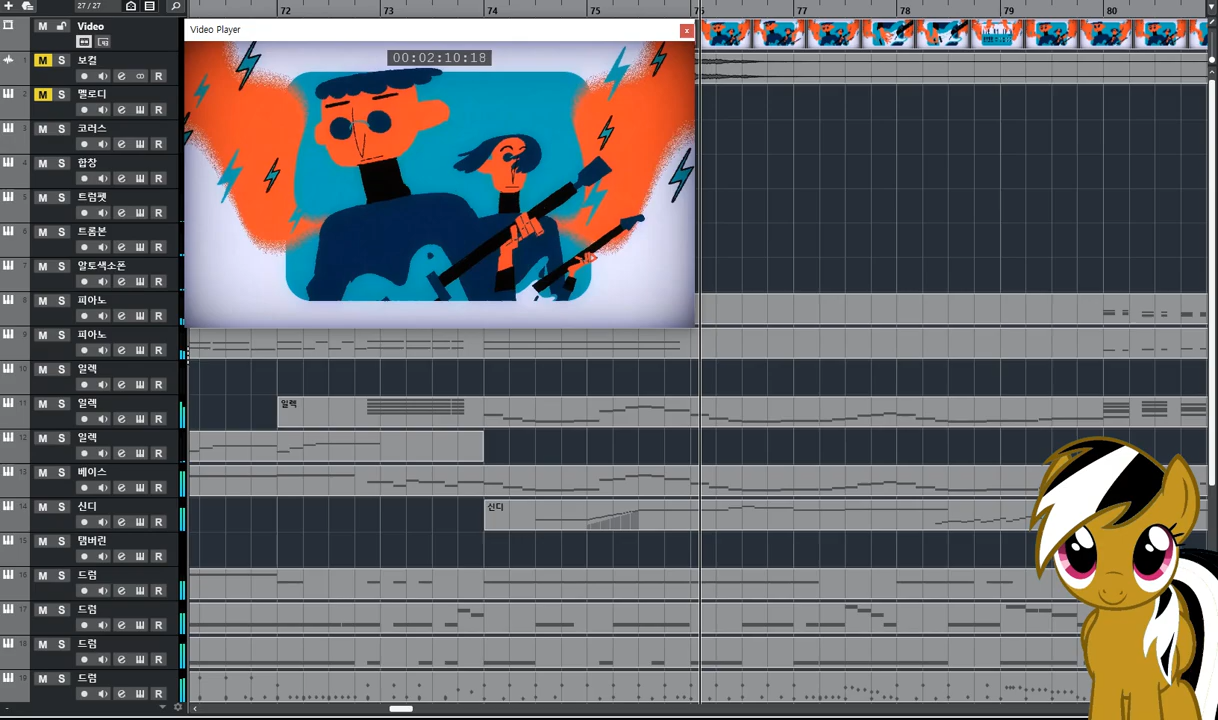 27 / 27
72
73
74
75
76
77
78
79
80
Video Player
x
00:02:10:18
M S Video
1 M S 보컬
R
2 M S 멜로디
R
3 M S 코러스
R
4 M S 합창
R
5 M S 트럼펫
R
6 M S 트롬본
R
7 M S 알토색소폰
R
8 M S 피아노
R
9 M S 피아노
R
10 M S 일렉
R
11 M S 일렉
R
일렉
12 M S 일렉
R
13 M S 베이스
R
14 M S 신디
R
신디
15 M S 탬버린
R
16 M S 드럼
R
17 M S 드럼
R
18 M S 드럼
R
19 M S 드럼
R